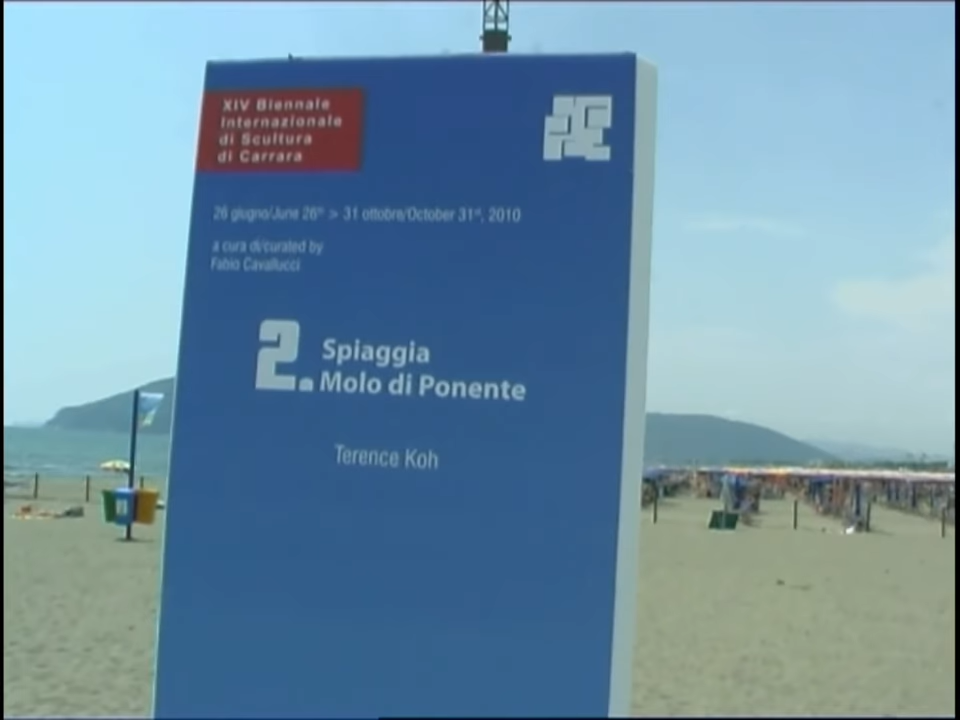 XIV Biennale
Internazionale
di Scultura
di Carrara
26 giugno/June 26th > 31 ottobre/October 31st, 2010
a cura di/curated by
Fabio Cavallucci
2. Spiaggia
Molo di Ponente
Terence Koh